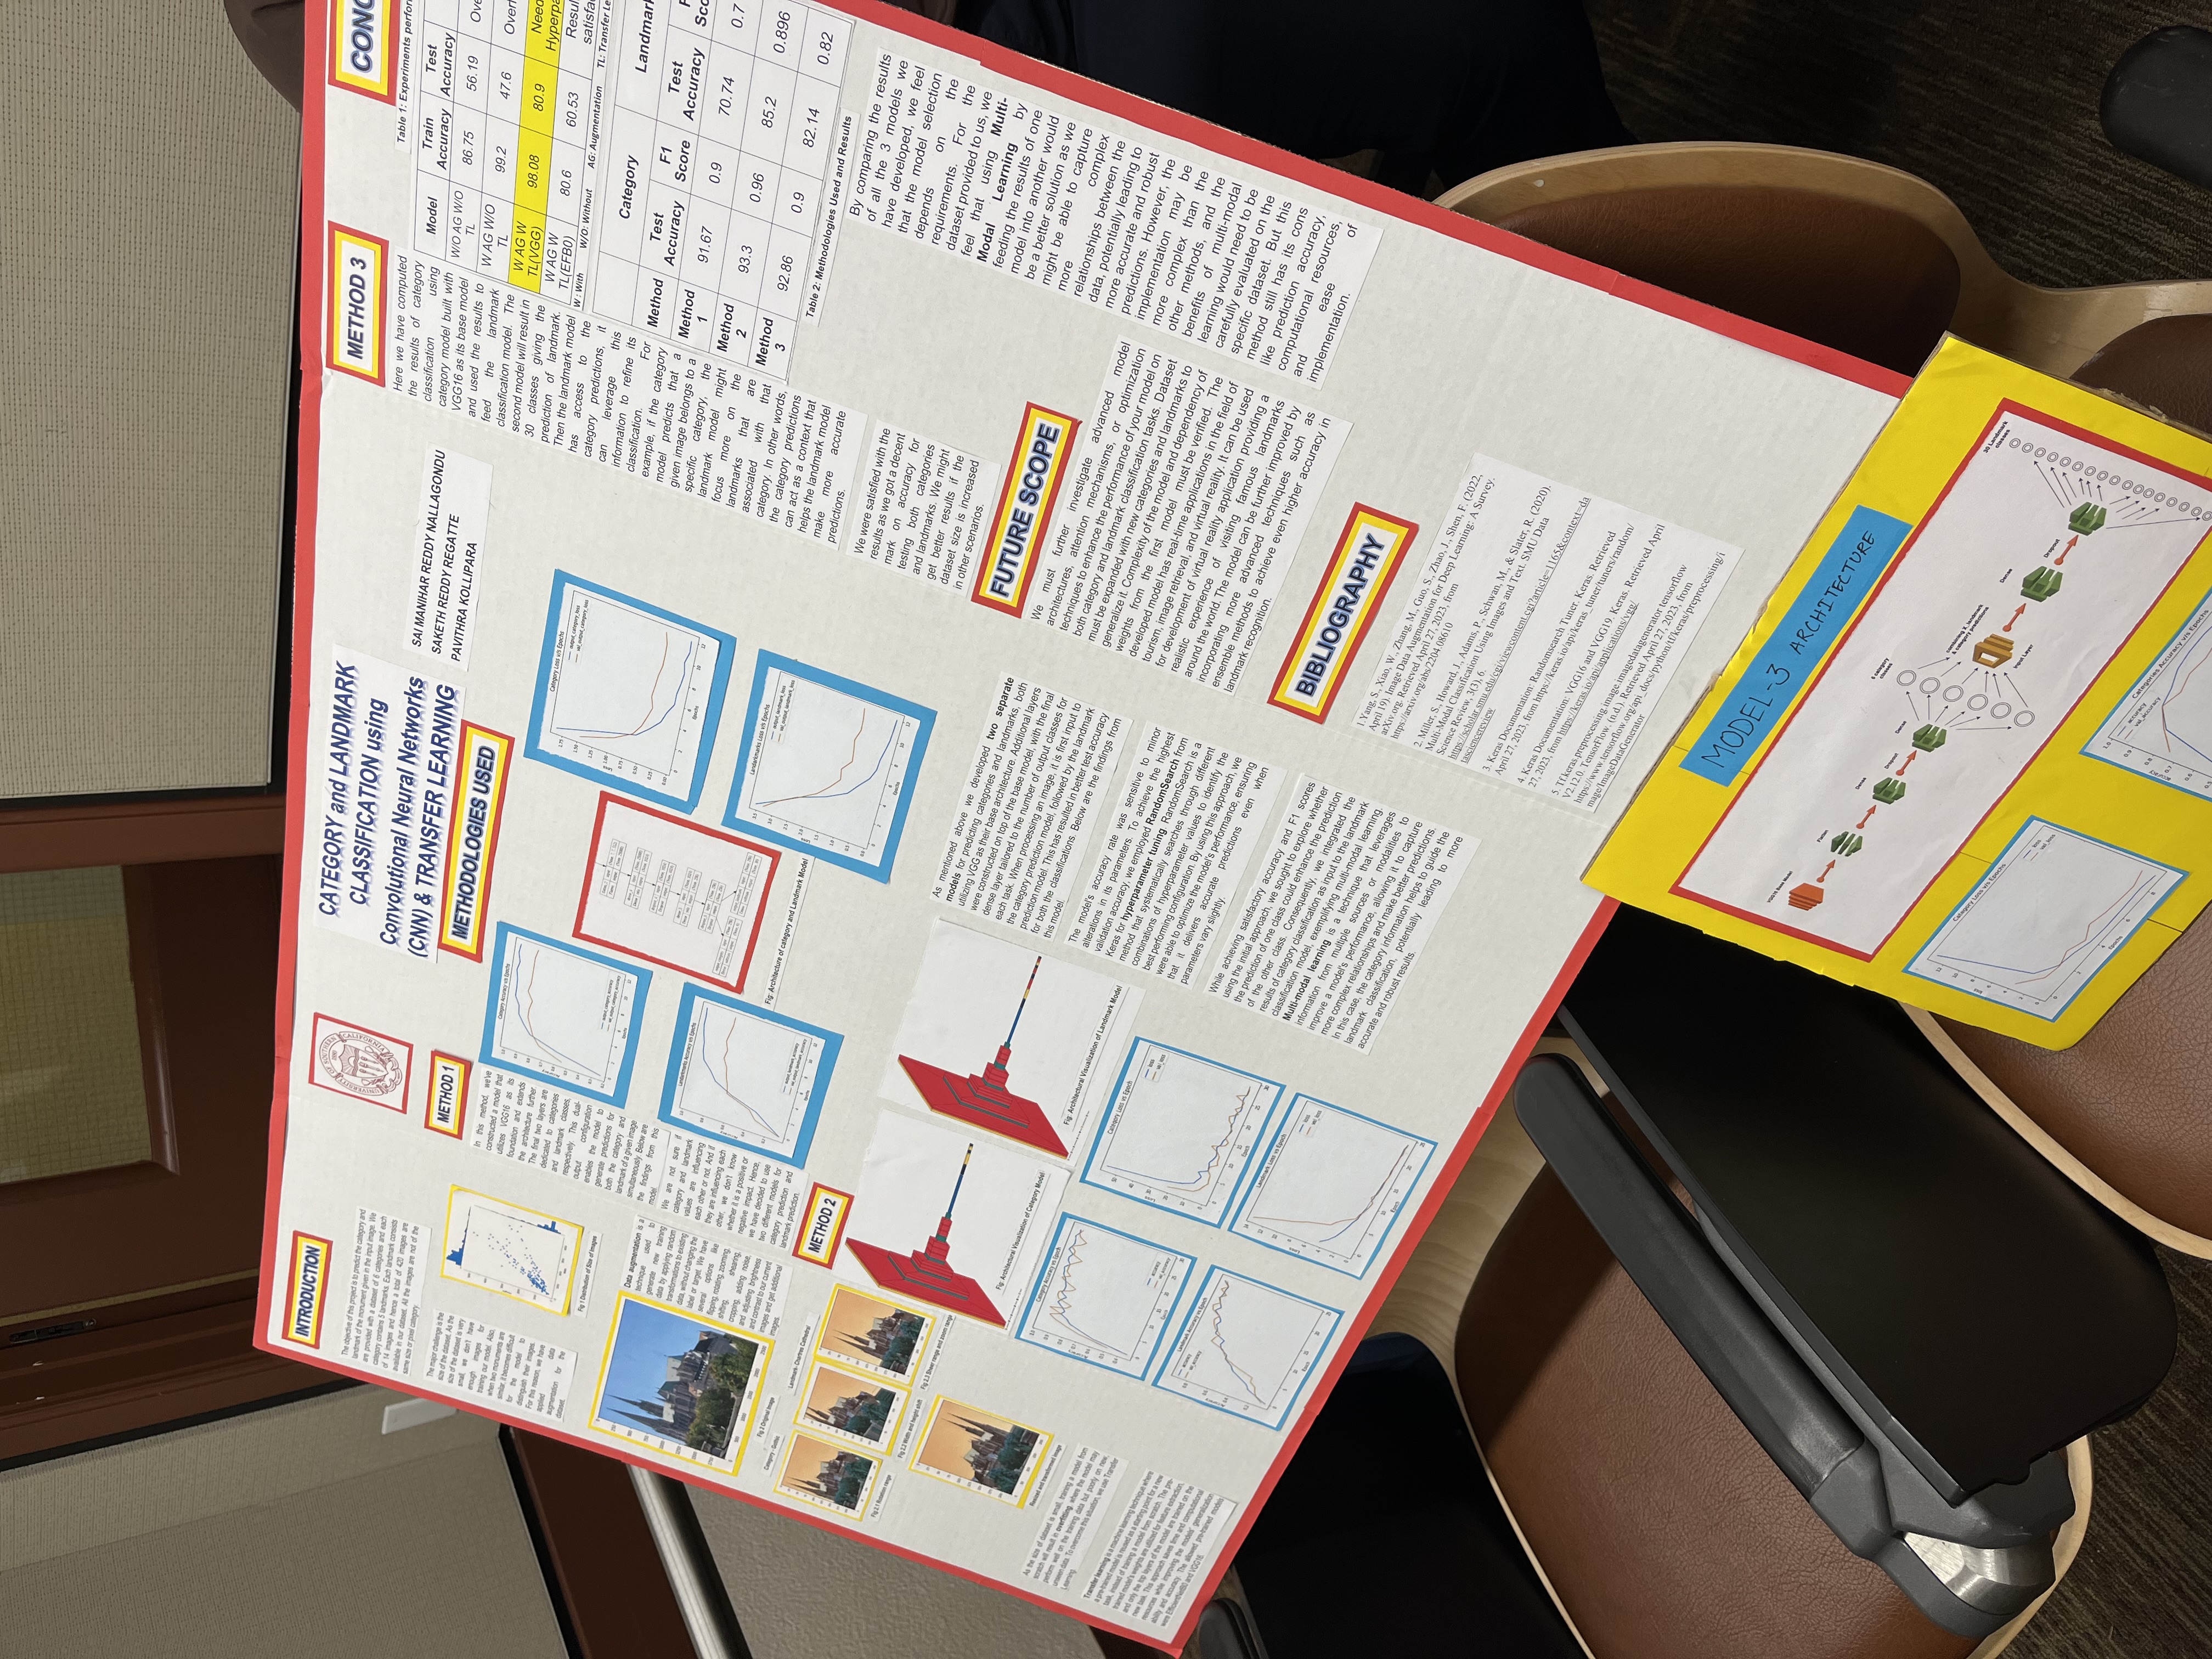 INTRODUCTION
The objective of this project is to predict the category and
landmark of the monument given in the input image. We
are provided with a dataset of 6 categories and each
category contains 5 landmarks. Each landmark consists
of 14 images and hence a total of 420 images are
available in our dataset. All the images are not of the
same size or pixel category.
The major challenge is the
size of the dataset. As the
size of the dataset is very
small, we don't have
enough images for
training our model. Also,
when two monuments are
similar, it becomes difficult
for the model to
distinguish their images.
For this reason, we have
applied data
augmentation for the
dataset.
Fig 1 Distribution of Size of Images
Fig 2 Original Image
Data augmentation is a
technique used to
generate new training
data by applying random
transformations to existing
data, without changing the
label or target. We have
several options like
flipping, rotating, zooming,
shifting, shearing,
cropping, adding noise,
and adjusting brightness
and contrast to our current
images and get additional
images.
Category - Gothic
Landmark- Chartres Cathedral
Fig 2.1 Rotation range
Fig 2.2 Width and height shift
Fig 2.3 Sheer range and zoom range
Resized and transformed image
As the size of dataset is small, training a model from
scratch will result in overfitting, where the model may
perform well on the training data but poorly on new,
unseen data. To overcome this situation, we use Transfer
Learning.
Transfer learning is a machine learning technique where
a pre-trained model is reused as a starting point for a new
task, instead of training a model from scratch. The pre-
trained model's weights are utilized for feature extraction,
and only the top layers of the model are trained on the
new task. This approach saves time and computational
resources while improving the models' generalization
ability and accuracy. The allowed pre-trained models
were EfficientNetB0 and VGG16.
UNIVERSITY OF SOUTHERN CALIFORNIA
CATEGORY and LANDMARK
CLASSIFICATION using
Convolutional Neural Networks
(CNN) & TRANSFER LEARNING
SAI MANIHAR REDDY NALLAGONDU
SAKETH REDDY REGATTE
PAVITHRA KOLLIPARA
METHODOLOGIES USED
METHOD 1
In this method, we've
constructed a model that
utilizes VGG16 as its
foundation and extends
the architecture further.
The final two layers are
dedicated to categories
and landmark classes,
respectively. This dual-
output configuration
enables the model to
generate predictions for
both the category and
landmark of a given image
simultaneously Below are
the findings from this
model
We are not sure if
category and landmark
values are influencing
each other or not. And if
they are influencing each
other, we don't know
whether it is a positive or
negative impact. Hence,
we have decided to use
two different models for
category prediction and
landmark prediction.
Category Accuracy v/s Epochs
output_category_accuracy
val_output_category_accuracy
Epochs
Landarkmarks Accuracy v/s Epochs
output_landmark_accuracy
val_output_landmark_accuracy
Epochs
Fig: Architecture of category and Landmark Model
Category Loss v/s Epochs
output_category_loss
val_output_category_loss
Epochs
Landarkmarks Loss v/s Epochs
output_landmark_loss
val_output_landmark_loss
Epochs
METHOD 2
Fig: Architectural Visualization of Category Model
Fig: Architectural Visualization of Landmark Model
Category Accuracy v/s Epoch
accuracy
val_accuracy
Epoch
Category Loss v/s Epoch
loss
val_loss
Epoch
Landmark Accuracy v/s Epoch
accuracy
val_accuracy
Epoch
Landmark Loss v/s Epoch
loss
val_loss
Epoch
As mentioned above we developed two separate
models for predicting categories and landmarks, both
utilizing VGG as their base architecture. Additional layers
were constructed on top of the base model, with the final
dense layer tailored to the number of output classes for
each task. When processing an image, it is first input to
the category prediction model, followed by the landmark
prediction model. This has resulted in better test accuracy
for both the classifications. Below are the findings from
this model
The model's accuracy rate was sensitive to minor
alterations in its parameters. To achieve the highest
validation accuracy, we employed RandomSearch from
Keras for hyperparameter tuning RandomSearch is a
method that systematically searches through different
combinations of hyperparameter values to identify the
best performing configuration. By using this approach, we
were able to optimize the model's performance, ensuring
that it delivers accurate predictions even when
parameters vary slightly.
While achieving satisfactory accuracy and F1 scores
using the initial approach, we sought to explore whether
the prediction of one class could enhance the prediction
of the other class. Consequently, we integrated the
results of category classification as input to the landmark
classification model, exemplifying multi-modal learning.
Multi-modal learning is a technique that leverages
information from multiple sources or modalities to
improve a model's performance, allowing it to capture
more complex relationships and make better predictions.
In this case, the category information helps to guide the
landmark classification, potentially leading to more
accurate and robust results.
METHOD 3
Here we have computed
the results of category
classification using
category model built with
VGG16 as its base model
and used the results to
feed the landmark
classification model. The
second model will result in
30 classes giving the
prediction of landmark.
Then the landmark model
has access to the
category predictions, it
can leverage this
information to refine its
classification. For
example, if the category
model predicts that a
given image belongs to a
specific category, the
landmark model might
focus more on the
landmarks that are
associated with that
category. In other words,
the category predictions
can act as a context that
helps the landmark model
make more accurate
predictions.
We were satisfied with the
results as we got a decent
mark on accuracy for
testing both categories
and landmarks. We might
get better results if the
dataset size is increased
in other scenarios.
FUTURE SCOPE
We must further investigate advanced model
architectures, attention mechanisms, or optimization
techniques to enhance the performance of your model on
both category and landmark classification tasks. Dataset
must be expanded with new categories and landmarks to
generalize it. Complexity of the model and dependency of
weights from the first model must be verified. The
developed model has real-time applications in the field of
tourism, image retrieval, and virtual reality. It can be used
for development of virtual reality application providing a
realistic experience of visiting famous landmarks
around the world. The model can be further improved by
incorporating more advanced techniques such as
ensemble methods to achieve even higher accuracy in
landmark recognition.
BIBLIOGRAPHY
1. Yang, S., Xiao, W., Zhang, M., Guo, S., Zhao, J., Shen, F. (2022,
April 19). Image Data Augmentation for Deep Learning: A Survey.
arXiv.org. Retrieved April 27, 2023, from
https://arxiv.org/abs/2204.08610
2. Miller, S., Howard, J., Adams, P., Schwan, M., & Slater, R. (2020).
Multi-Modal Classification Using Images and Text. SMU Data
Science Review, 3(3), 6.
https://scholar.smu.edu/cgi/viewcontent.cgi?article=1165&context=da
tasciencereview
3. Keras Documentation: Randomsearch Tuner. Keras. Retrieved
April 27, 2023, from https://keras.io/api/keras_tuner/tuners/random/
4. Keras Documentation: VGG16 and VGG19. Keras. Retrieved April
27, 2023, from https://keras.io/api/applications/vgg/
5. Tf.keras.preprocessing.image.imagedatagenerator tensorflow
V2.12.0. TensorFlow. (n.d.). Retrieved April 27, 2023, from
https://www.tensorflow.org/api_docs/python/tf/keras/preprocessing/i
mage/ImageDataGenerator
CONC
Table 1: Experiments perfor
Model Train Accuracy Test Accuracy
W/O AG W/O TL 86.75 56.19 Ove
W AG W/O TL 99.2 47.6 Overf
W AG W TL(VGG) 98.08 80.9 Need Hyperpa
W AG W TL(EFB0) 80.6 60.53 Resul satisfac
W : With W/O: Without AG: Augmentation TL: Transfer Le
Category Landmark
Method Test Accuracy F1 Score Test Accuracy F Sco
Method 1 91.67 0.9 70.74 0.7
Method 2 93.3 0.96 85.2 0.896
Method 3 92.86 0.9 82.14 0.82
Table 2: Methodologies Used and Results
By comparing the results
of all the 3 models we
have developed, we feel
that the model selection
depends on the
requirements. For the
dataset provided to us, we
feel that using Multi-
Modal Learning by
feeding the results of one
model into another would
be a better solution as we
might be able to capture
more complex
relationships between the
data, potentially leading to
more accurate and robust
predictions. However, the
implementation may be
more complex than the
other methods, and the
benefits of multi-modal
learning would need to be
carefully evaluated on the
specific dataset. But this
method still has its cons
like prediction accuracy,
computational resources,
and ease of
implementation.
MODEL-3 ARCHITECTURE
VGG16 Base Model
Flatten
Dense
Dropout
Dense
6 category
classes
combining X_landmark
& category predictions
Input Layer
Dense
Dropout
30 Landmark
classes
Category Loss v/s Epochs
loss
val_loss
Epochs
Categories Accuracy v/s Epochs
accuracy
val_accuracy